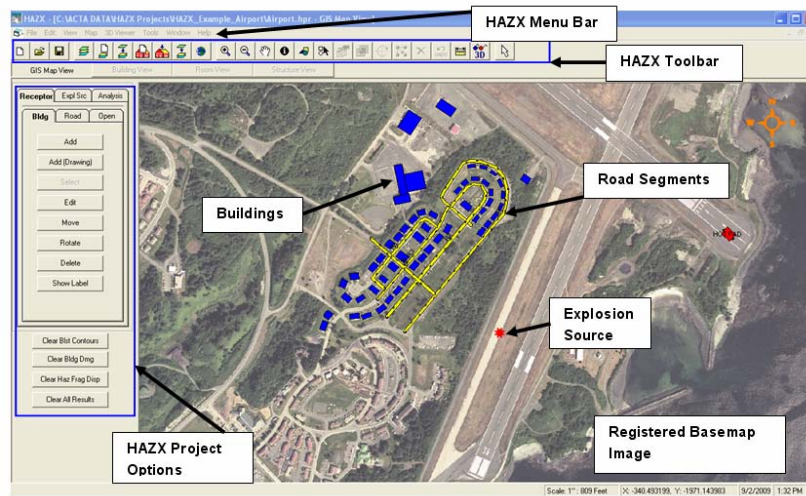 HAZX - [C:\ACTA DATA\HAZX Projects\HAZX_Example_Airport\Airport.hpr - GIS Map View]
File Edit View Map 3D Viewer Tools Window Help
HAZX Menu Bar
3D
HAZX Toolbar
GIS Map View Building View Room View Structure View
Receptor Expl Src Analysis
Bldg Road Open
Add
Add (Drawing)
Select
Edit
Move
Rotate
Delete
Show Label
Clear Blst Contours
Clear Bldg Dmg
Clear Haz Frag Disp
Clear All Results
Buildings
Road Segments
Explosion
Source
HAZX Project
Options
Registered Basemap
Image
Scale: 1" : 809 Feet X: -340.493199, Y: -1971.143983 9/2/2009 1:32 PM